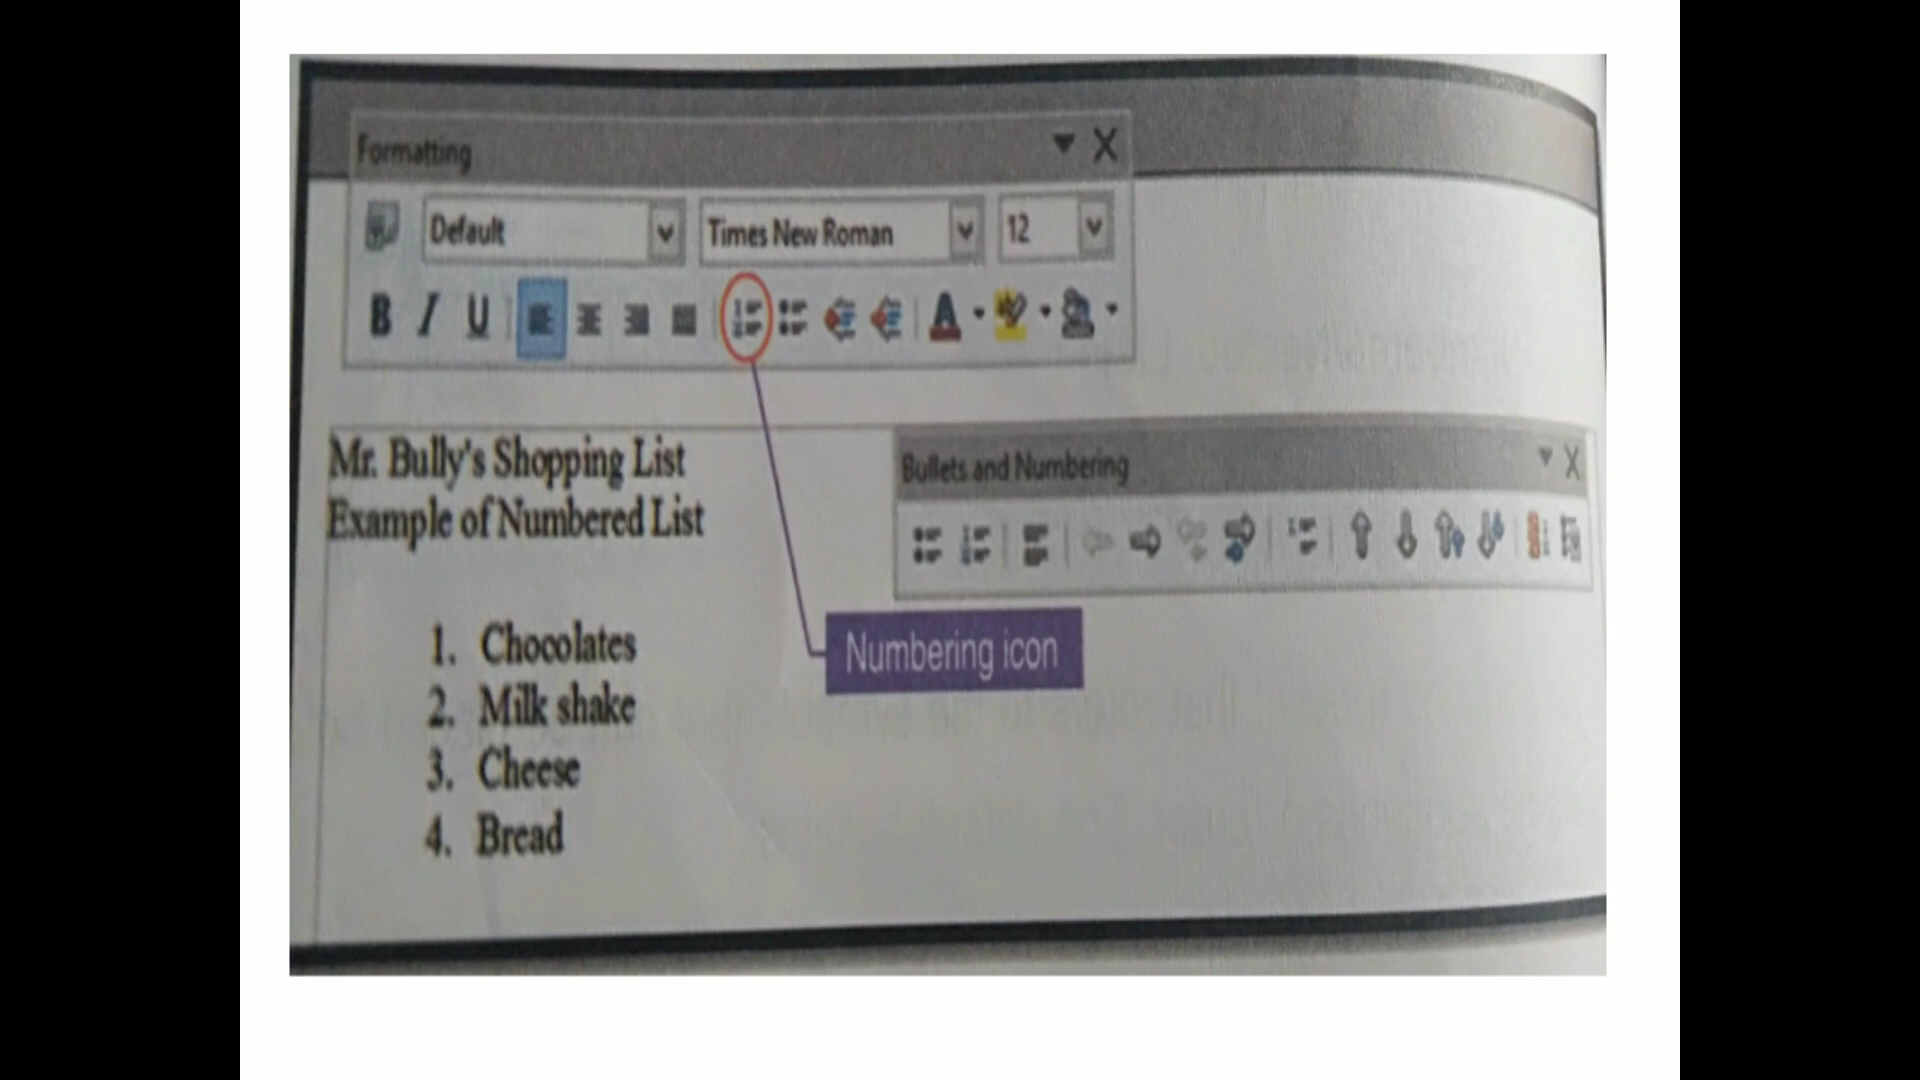 Formatting
Default Times New Roman 12
B I U A
Mr. Bully's Shopping List
Example of Numbered List
Bullets and Numbering
Numbering icon
1. Chocolates
2. Milk shake
3. Cheese
4. Bread